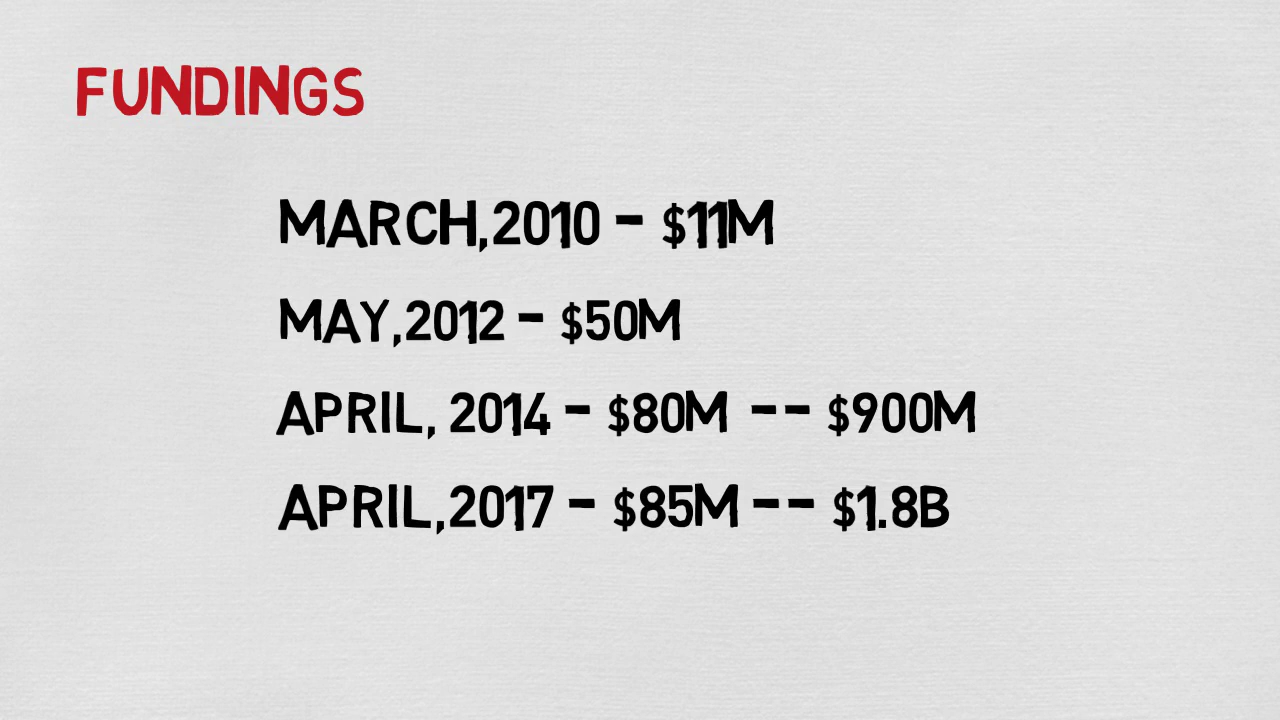 FUNDINGS
MARCH,2010 - $11M
MAY,2012 - $50M
APRIL, 2014 - $80M -- $900M
APRIL,2017 - $85M -- $1.8B